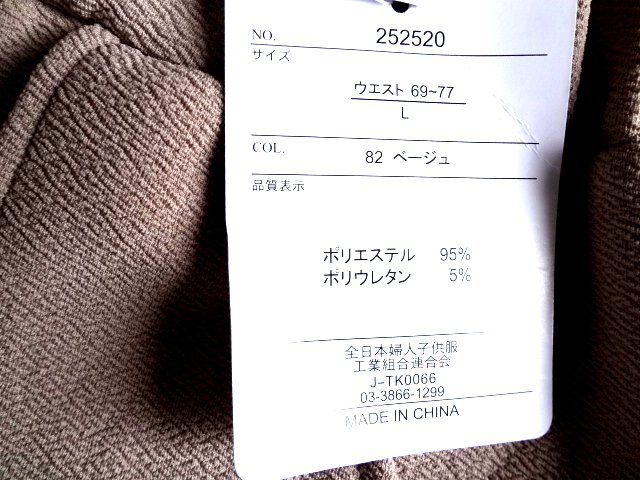 NO. 252520
サイズ
ウエスト 69~77
L
COL. 82 ベージュ
品質表示
ポリエステル 95%
ポリウレタン 5%
全日本婦人子供服
工業組合連合会
J-TK0066
03-3866-1299
MADE IN CHINA